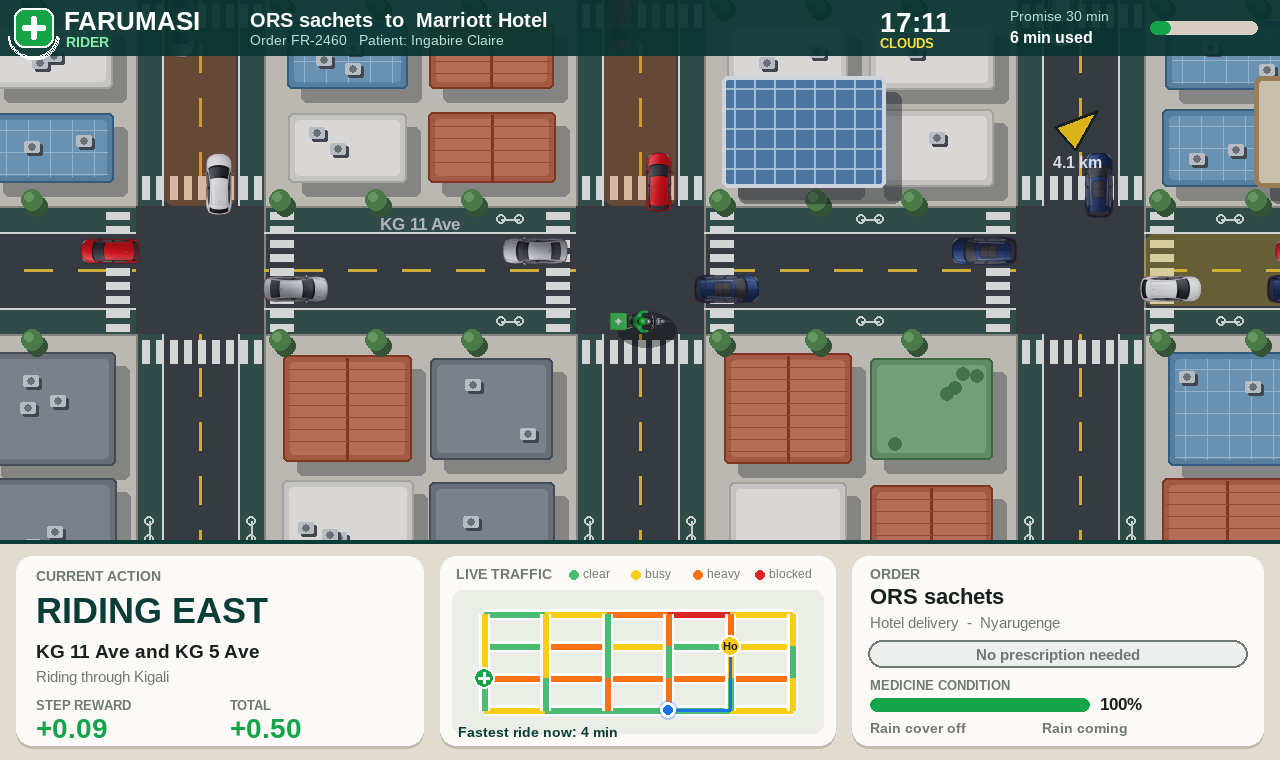 FARUMASI
RIDER
ORS sachets to Marriott Hotel
Order FR-2460 Patient: Ingabire Claire
17:11
CLOUDS
Promise 30 min
6 min used
4.1 km
KG 11 Ave
CURRENT ACTION
RIDING EAST
KG 11 Ave and KG 5 Ave
Riding through Kigali
STEP REWARD TOTAL
+0.09 +0.50
LIVE TRAFFIC clear busy heavy blocked
Ho
Fastest ride now: 4 min
ORDER
ORS sachets
Hotel delivery - Nyarugenge
No prescription needed
MEDICINE CONDITION
100%
Rain cover off Rain coming